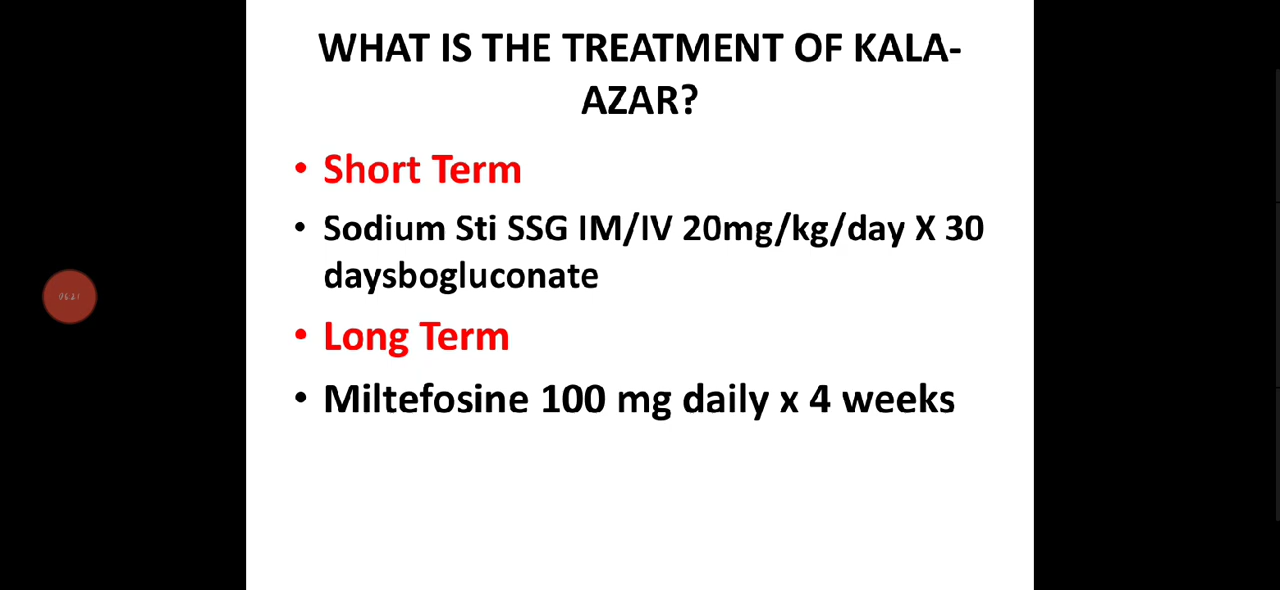 WHAT IS THE TREATMENT OF KALA-
AZAR?
• Short Term
• Sodium Sti SSG IM/IV 20mg/kg/day X 30
daysbogluconate
• Long Term
• Miltefosine 100 mg daily x 4 weeks